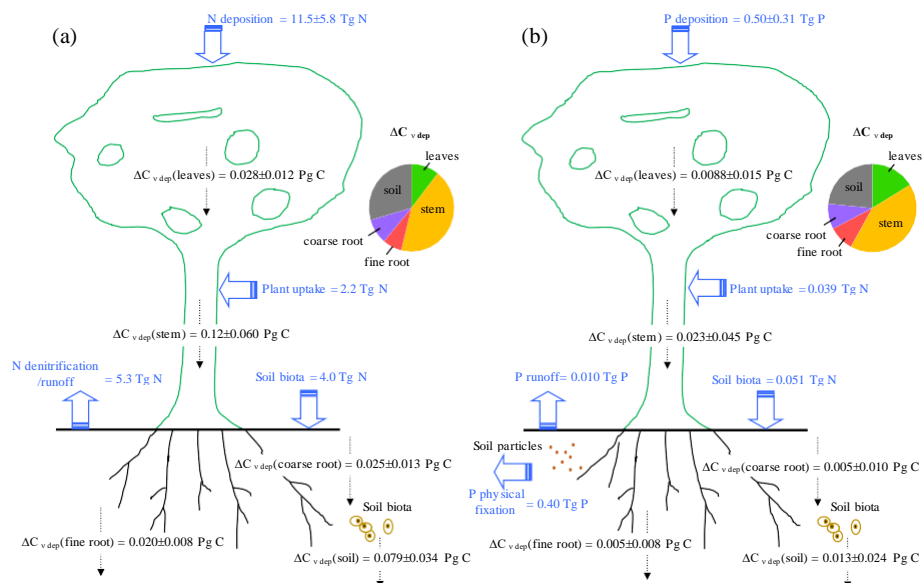 N deposition = 11.5±5.8 Tg N
(a)
ΔC v dep
leaves
soil
stem
coarse root
fine root
ΔC v dep(leaves) = 0.028±0.012 Pg C
Plant uptake = 2.2 Tg N
ΔC v dep(stem) = 0.12±0.060 Pg C
N denitrification
/runoff = 5.3 Tg N
Soil biota = 4.0 Tg N
ΔC v dep(coarse root) = 0.025±0.013 Pg C
Soil biota
ΔC v dep(fine root) = 0.020±0.008 Pg C
ΔC v dep(soil) = 0.079±0.034 Pg C
P deposition = 0.50±0.31 Tg P
(b)
ΔC v dep
leaves
soil
stem
coarse root
fine root
ΔC v dep(leaves) = 0.0088±0.015 Pg C
Plant uptake = 0.039 Tg N
ΔC v dep(stem) = 0.023±0.045 Pg C
P runoff = 0.010 Tg P
Soil biota = 0.051 Tg N
Soil particles
ΔC v dep(coarse root) = 0.005±0.010 Pg C
P physical
fixation = 0.40 Tg P
Soil biota
ΔC v dep(fine root) = 0.005±0.008 Pg C
ΔC v dep(soil) = 0.013±0.024 Pg C